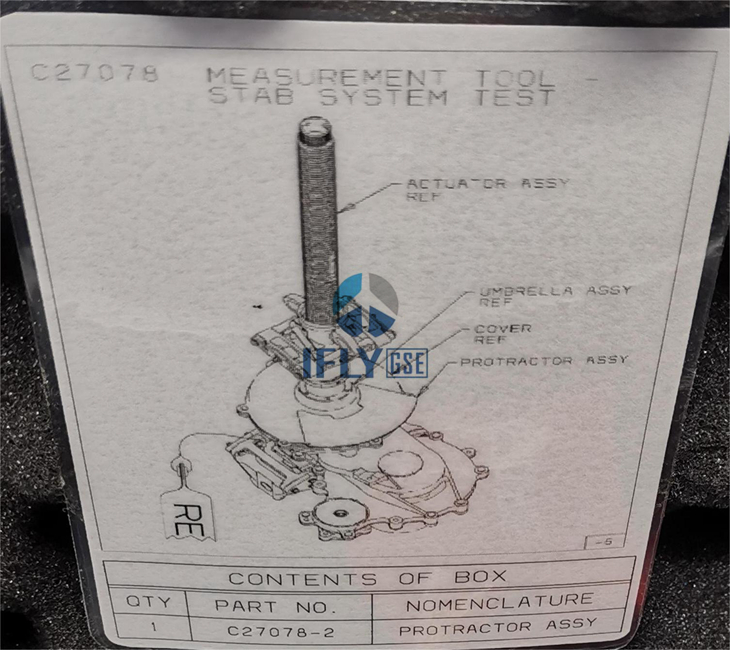 C27078 MEASUREMENT TOOL -
STAB SYSTEM TEST
ACTUATOR ASSY
REF
UMBRELLA ASSY
REF
COVER
REF
PROTRACTOR ASSY
IFLY GSE
RE
-6
CONTENTS OF BOX
QTY PART NO. NOMENCLATURE
1 C27078-2 PROTRACTOR ASSY